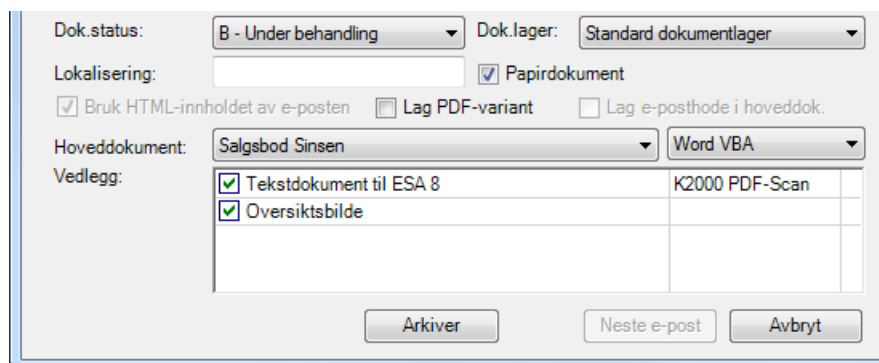 Dok.status: B - Under behandling Dok.lager: Standard dokumentlager
Lokalisering: Papirdokument
Bruk HTML-innholdet av e-posten Lag PDF-variant Lag e-posthode i hoveddok.
Hoveddokument: Salgsbod Sinsen Word VBA
Vedlegg: Tekstdokument til ESA 8 K2000 PDF-Scan
Oversiktsbilde
Arkiver Neste e-post Avbryt